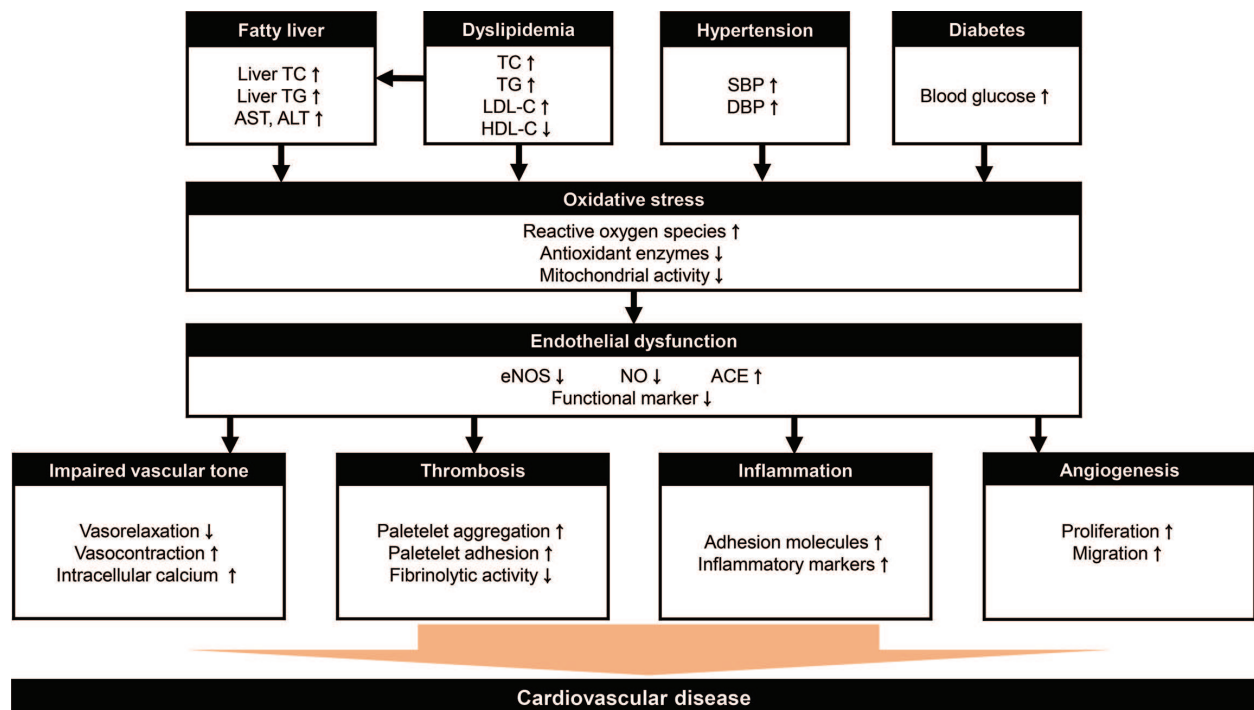 Fatty liver
Liver TC ↑
Liver TG ↑
AST, ALT ↑
Dyslipidemia
TC ↑
TG ↑
LDL-C ↑
HDL-C ↓
Hypertension
SBP ↑
DBP ↑
Diabetes
Blood glucose ↑
Oxidative stress
Reactive oxygen species ↑
Antioxidant enzymes ↓
Mitochondrial activity ↓
Endothelial dysfunction
eNOS ↓ NO ↓ ACE ↑
Functional marker ↓
Impaired vascular tone
Vasorelaxation ↓
Vasocontraction ↑
Intracellular calcium ↑
Thrombosis
Paletelet aggregation ↑
Paletelet adhesion ↑
Fibrinolytic activity ↓
Inflammation
Adhesion molecules ↑
Inflammatory markers ↑
Angiogenesis
Proliferation ↑
Migration ↑
Cardiovascular disease